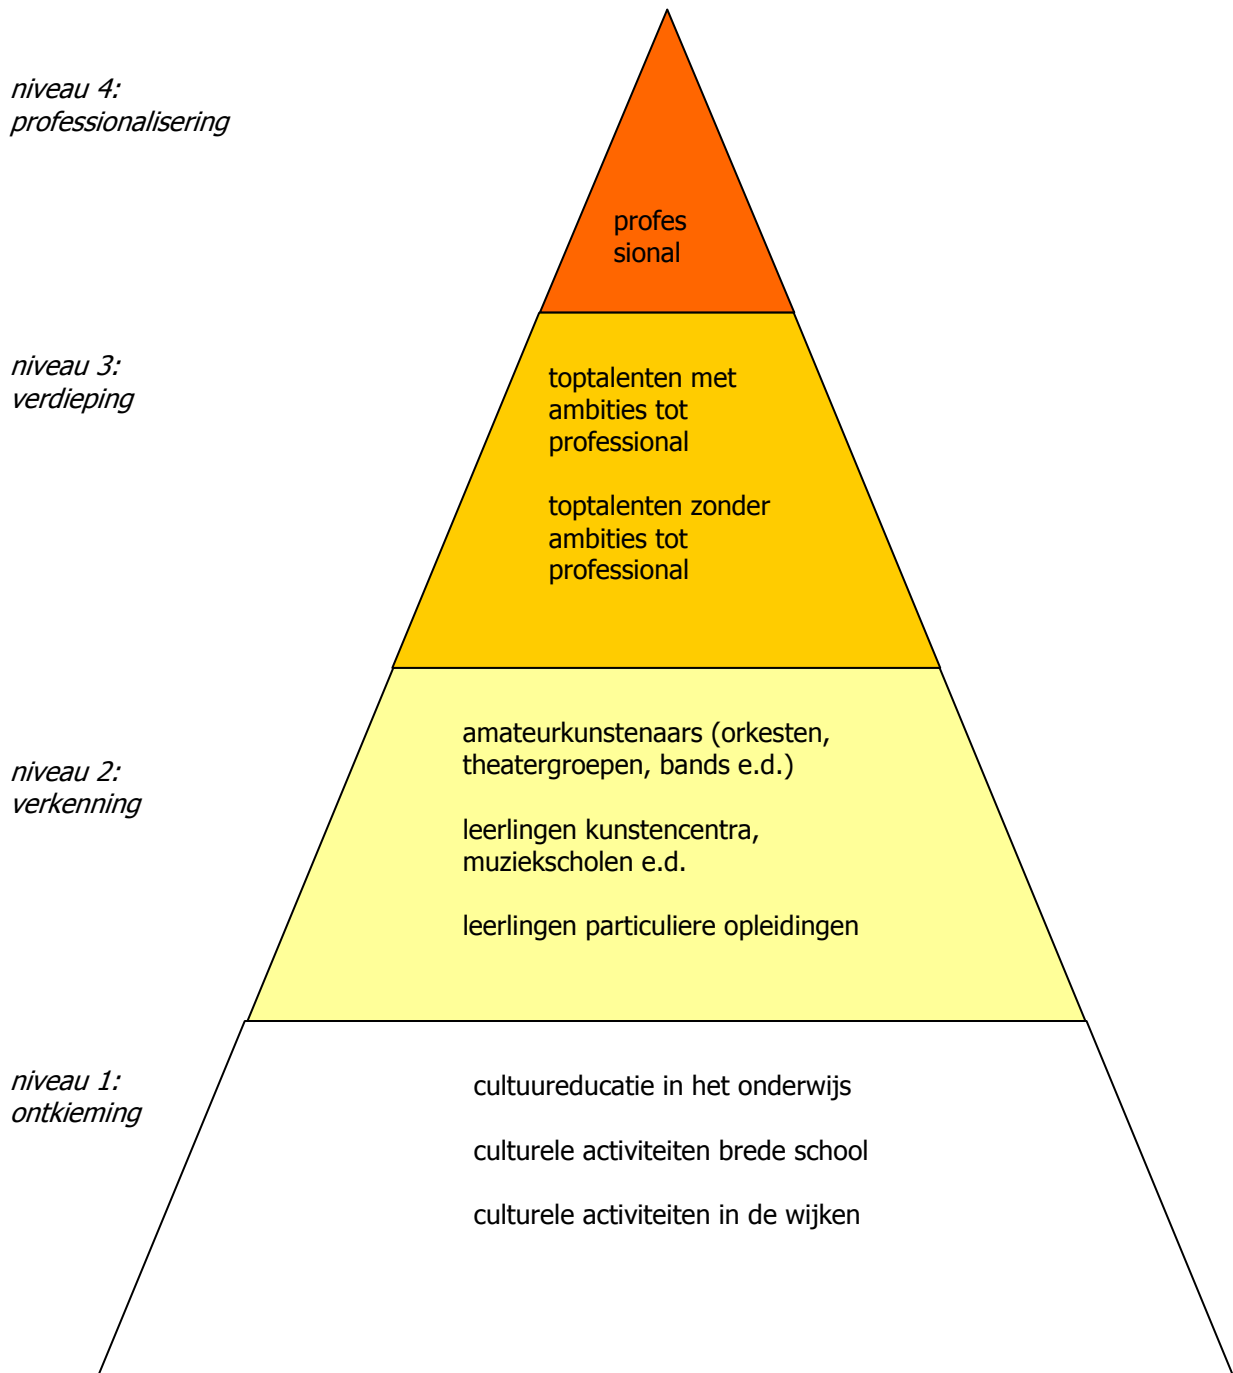 niveau 4:
professionalisering
profes
sional
niveau 3:
verdieping
toptalenten met
ambities tot
professional
toptalenten zonder
ambities tot
professional
niveau 2:
verkenning
amateurkunstenaars (orkesten,
theatergroepen, bands e.d.)
leerlingen kunstencentra,
muziekscholen e.d.
leerlingen particuliere opleidingen
niveau 1:
ontkieming
cultuureducatie in het onderwijs
culturele activiteiten brede school
culturele activiteiten in de wijken